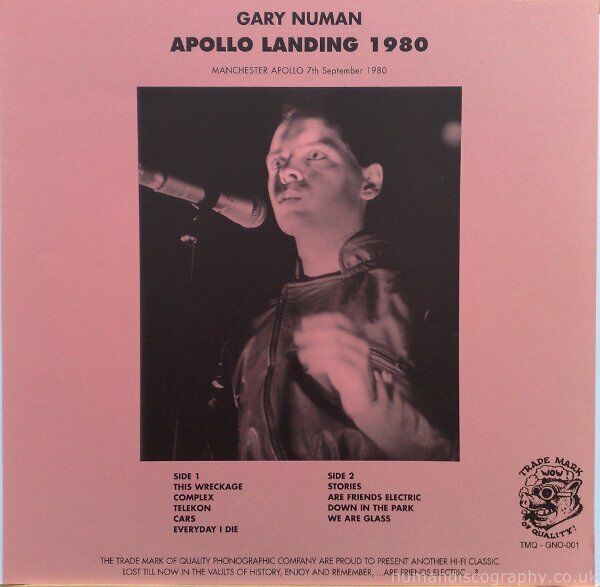 GARY NUMAN
APOLLO LANDING 1980
MANCHESTER APOLLO 7th September 1980
SIDE 1
THIS WRECKAGE
COMPLEX
TELEKON
CARS
EVERYDAY I DIE
SIDE 2
STORIES
ARE FRIENDS ELECTRIC
DOWN IN THE PARK
WE ARE GLASS
TRADE MARK
WOW
OF QUALITY!
TMQ - GNO-001
THE TRADE MARK OF QUALITY PHONOGRAPHIC COMPANY ARE PROUD TO PRESENT ANOTHER HI-FI CLASSIC.
LOST TILL NOW IN THE VAULTS OF HISTORY, ENJOY AND REMEMBER, ...ARE FRIENDS ELECTRIC ..?
numandiscography.co.uk